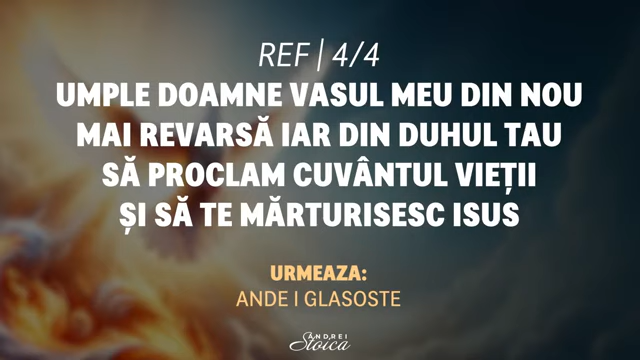 REF | 4/4
UMPLE DOAMNE VASUL MEU DIN NOU
MAI REVARSĂ IAR DIN DUHUL TAU
SĂ PROCLAM CUVÂNTUL VIEȚII
ȘI SĂ TE MĂRTURISESC ISUS
URMEAZA:
ANDE I GLASOSTE
ANDREI
Stoica